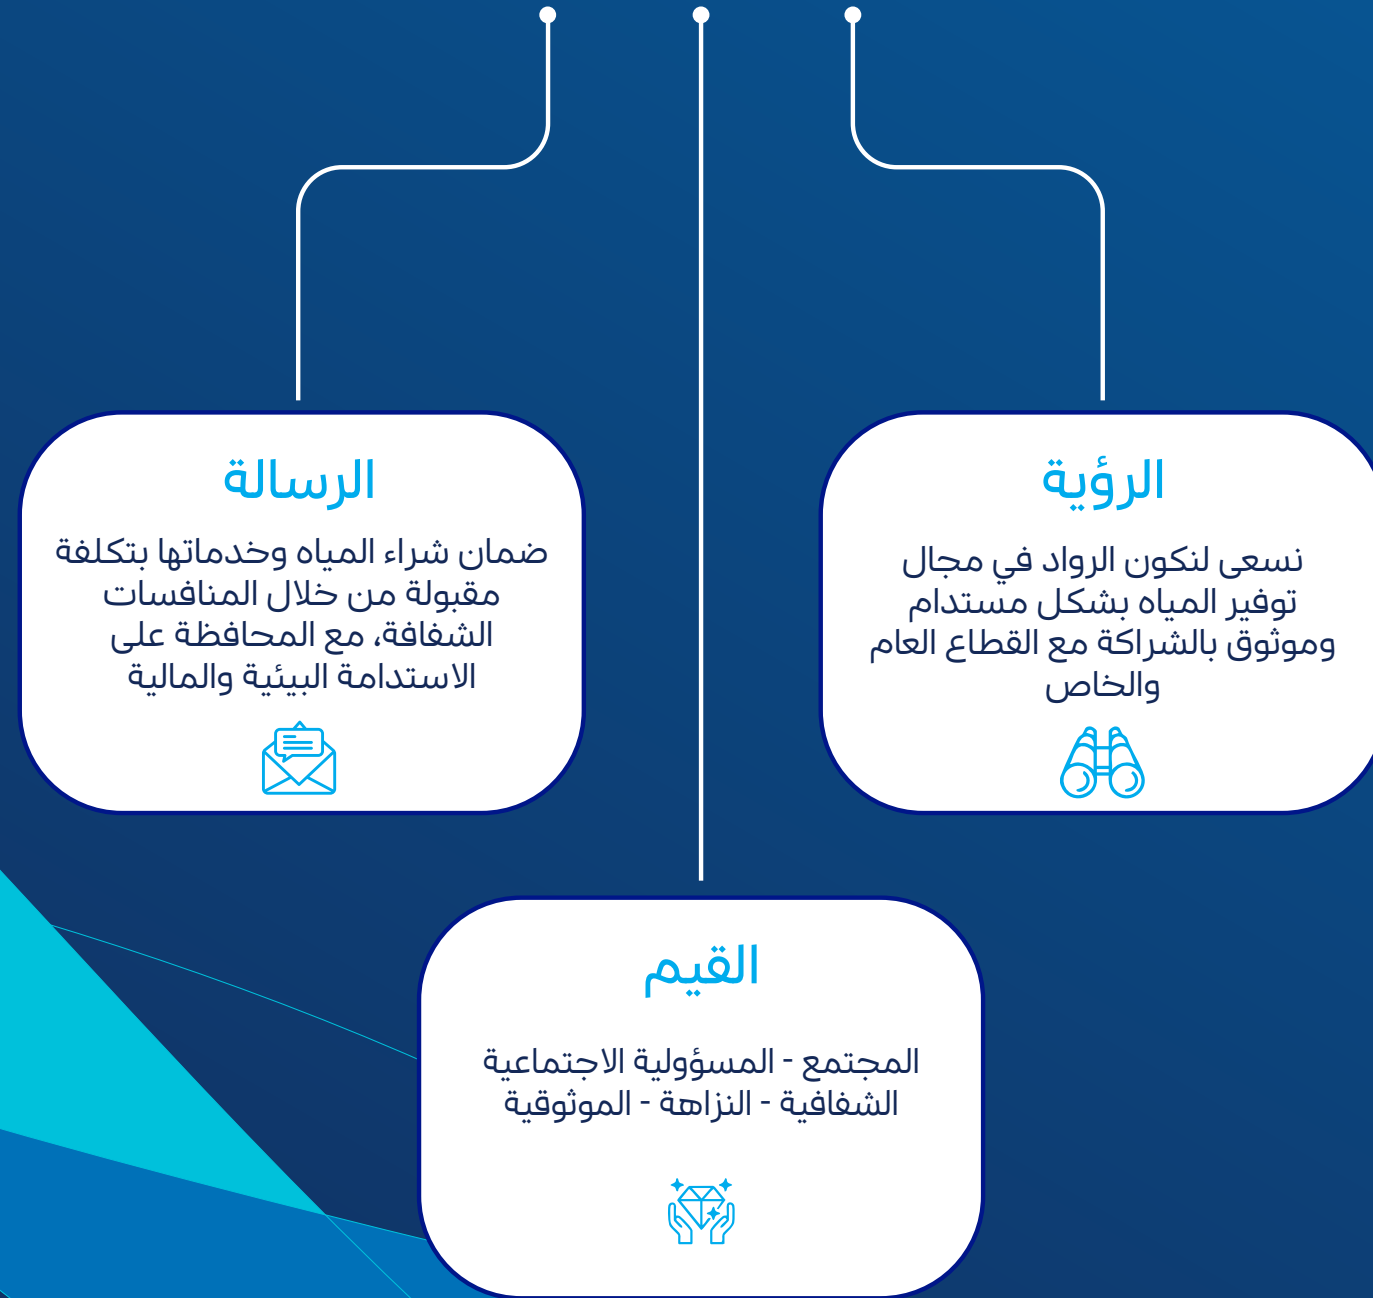 الرؤية
نسعى لنكون الرواد في مجال
توفير المياه بشكل مستدام
وموثوق بالشراكة مع القطاع العام
والخاص
الرسالة
ضمان شراء المياه وخدماتها بتكلفة
مقبولة من خلال المنافسات
الشفافة، مع المحافظة على
الاستدامة البيئية والمالية
القيم
المجتمع - المسؤولية الاجتماعية
الشفافية - النزاهة - الموثوقية